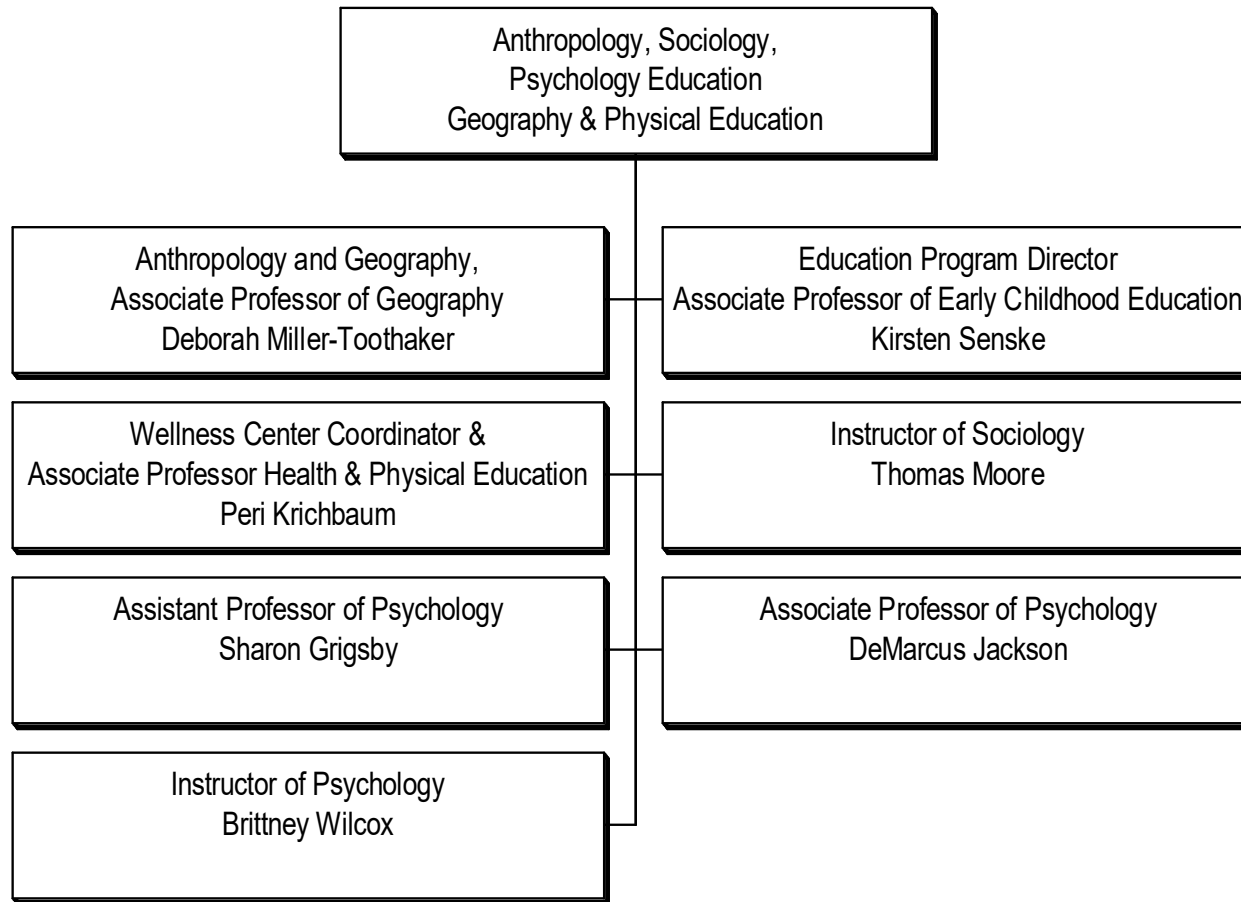 Anthropology, Sociology,
Psychology Education
Geography & Physical Education
Anthropology and Geography,
Associate Professor of Geography
Deborah Miller-Toothaker
Education Program Director
Associate Professor of Early Childhood Education
Kirsten Senske
Wellness Center Coordinator &
Associate Professor Health & Physical Education
Peri Krichbaum
Instructor of Sociology
Thomas Moore
Assistant Professor of Psychology
Sharon Grigsby
Associate Professor of Psychology
DeMarcus Jackson
Instructor of Psychology
Brittney Wilcox